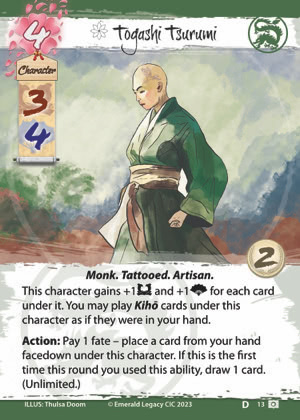 4
Togashi Tsurumi
Character
3
4
2
Monk. Tattooed. Artisan.
This character gains +1 and +1 for each card
under it. You may play Kihō cards under this
character as if they were in your hand.
Action: Pay 1 fate – place a card from your hand
facedown under this character. If this is the first
time this round you used this ability, draw 1 card.
(Unlimited.)
ILLUS: Thulsa Doom © Emerald Legacy CIC 2023 D 13